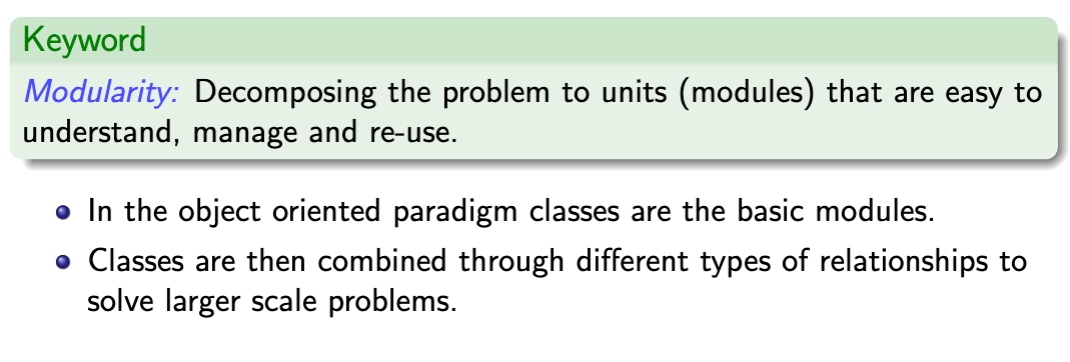 Keyword
Modularity: Decomposing the problem to units (modules) that are easy to
understand, manage and re-use.
In the object oriented paradigm classes are the basic modules.
Classes are then combined through different types of relationships to
solve larger scale problems.